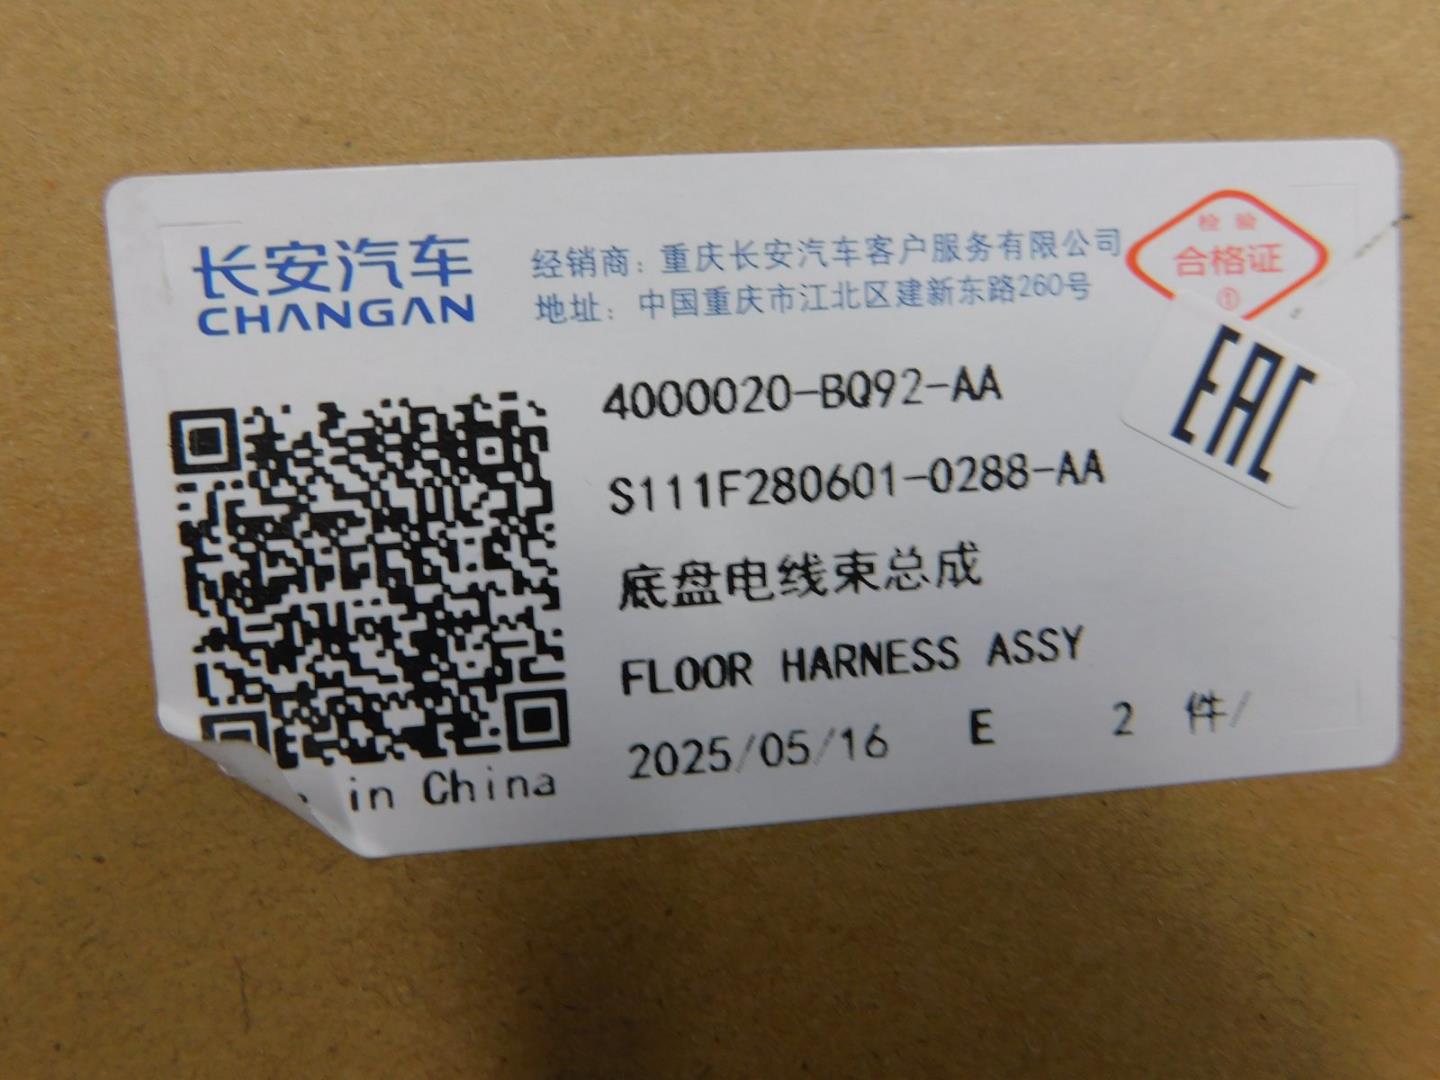 长安汽车
CHANGAN
经销商：重庆长安汽车客户服务有限公司
地址：中国重庆市江北区建新东路260号
检验
合格证
①
EAC
4000020-BQ92-AA
S111F280601-0288-AA
底盘电线束总成
FLOOR HARNESS ASSY
2025/05/16 E 2 件/
in China